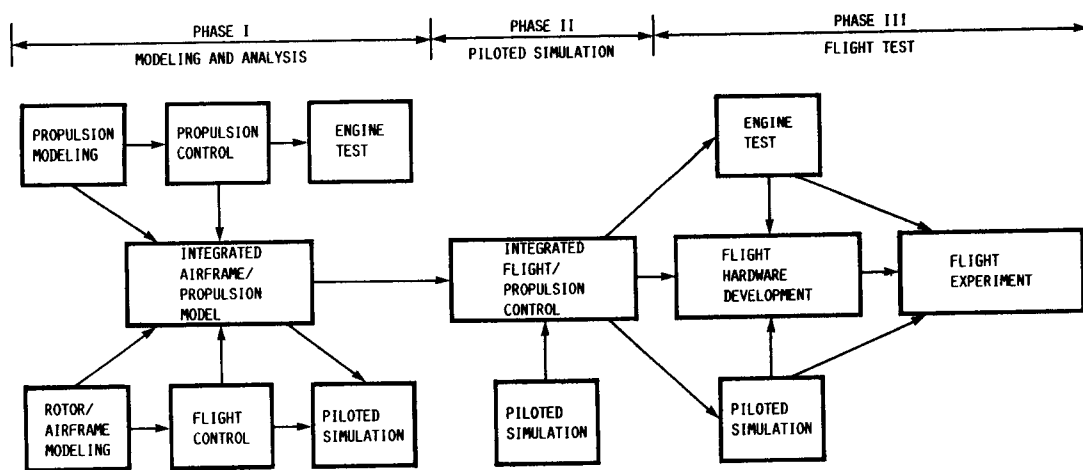 PHASE I
MODELING AND ANALYSIS
PHASE II
PILOTED SIMULATION
PHASE III
FLIGHT TEST
PROPULSION
MODELING
PROPULSION
CONTROL
ENGINE
TEST
ENGINE
TEST
INTEGRATED
AIRFRAME/
PROPULSION
MODEL
INTEGRATED
FLIGHT/
PROPULSION
CONTROL
FLIGHT
HARDWARE
DEVELOPMENT
FLIGHT
EXPERIMENT
ROTOR/
AIRFRAME
MODELING
FLIGHT
CONTROL
PILOTED
SIMULATION
PILOTED
SIMULATION
PILOTED
SIMULATION